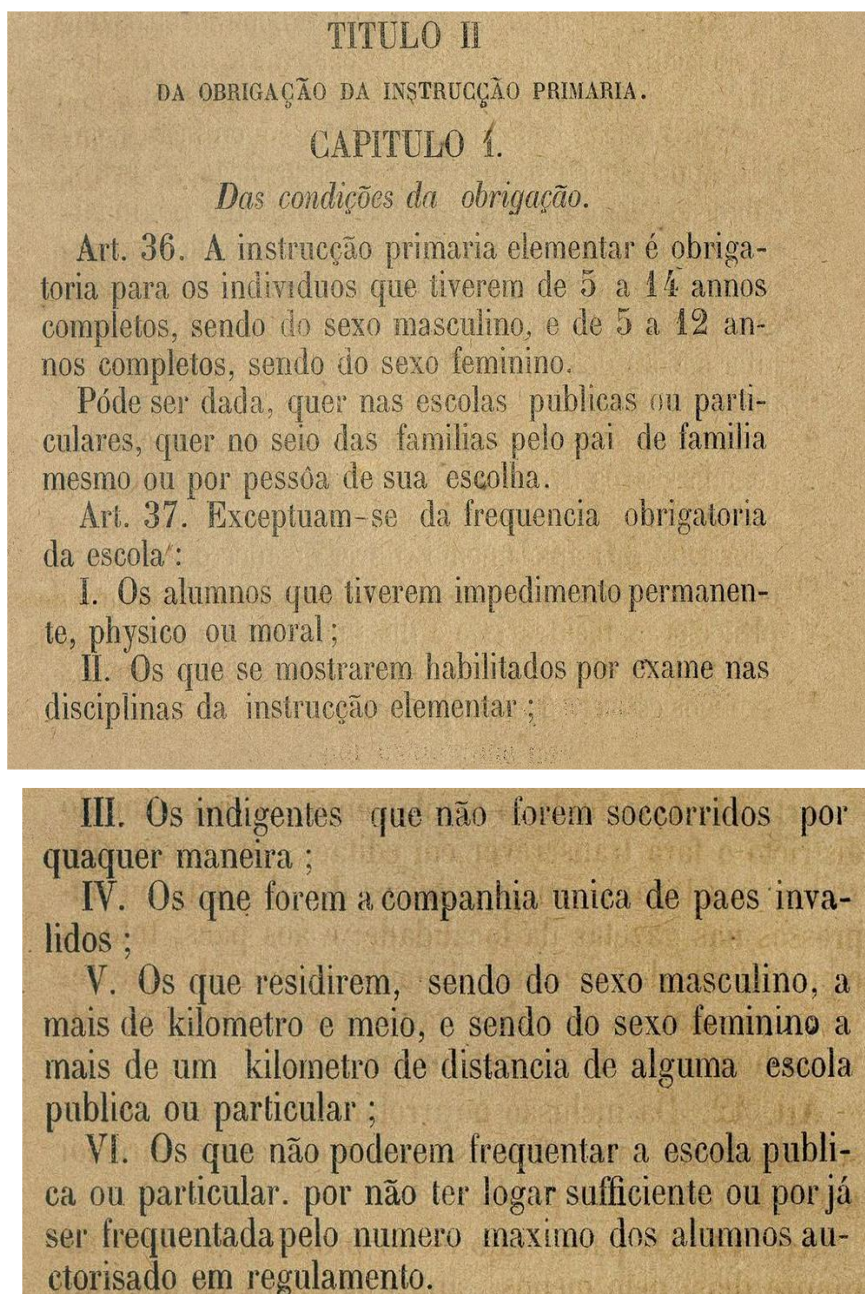 TITULO II
DA OBRIGAÇÃO DA INSTRUCÇÃO PRIMARIA.
CAPITULO I.
Das condições da obrigação.
Art. 36. A instrucção primaria elementar é obriga-
toria para os individuos que tiverem de 5 a 14 annos
completos, sendo do sexo masculino, e de 5 a 12 an-
nos completos, sendo do sexo feminino.
Póde ser dada, quer nas escolas publicas ou parti-
culares, quer no seio das familias pelo pai de familia
mesmo ou por pessôa de sua escolha.
Art. 37. Exceptuam-se da frequencia obrigatoria
da escola:
I. Os alumnos que tiverem impedimento permanen-
te, physico ou moral;
II. Os que se mostrarem habilitados por exame nas
disciplinas da instrucção elementar;
III. Os indigentes que não forem soccorridos por
quaquer maneira;
IV. Os qne forem a companhia unica de paes inva-
lidos;
V. Os que residirem, sendo do sexo masculino, a
mais de kilometro e meio, e sendo do sexo feminino a
mais de um kilometro de distancia de alguma escola
publica ou particular;
VI. Os que não poderem frequentar a escola publi-
ca ou particular. por não ter logar sufficiente ou por já
ser frequentada pelo numero maximo dos alumnos au-
ctorisado em regulamento.